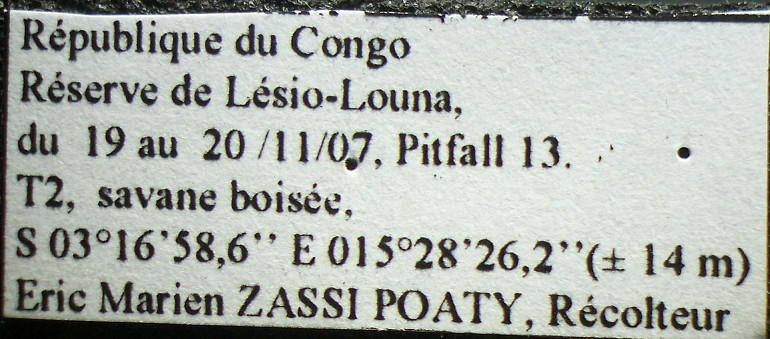 République du Congo
Réserve de Lésio-Louna,
du 19 au 20 /11/07, Pitfall 13.
T2, savane boisée,
S 03°16’58,6’’ E 015°28’26,2’’(± 14 m)
Eric Marien ZASSI POATY, Récolteur